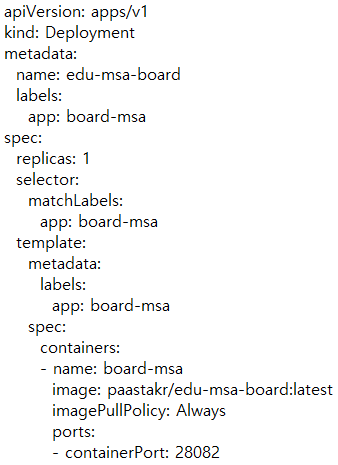 apiVersion: apps/v1
kind: Deployment
metadata:
  name: edu-msa-board
  labels:
    app: board-msa
spec:
  replicas: 1
  selector:
    matchLabels:
      app: board-msa
  template:
    metadata:
      labels:
        app: board-msa
    spec:
      containers:
      - name: board-msa
        image: paastakr/edu-msa-board:latest
        imagePullPolicy: Always
        ports:
        - containerPort: 28082